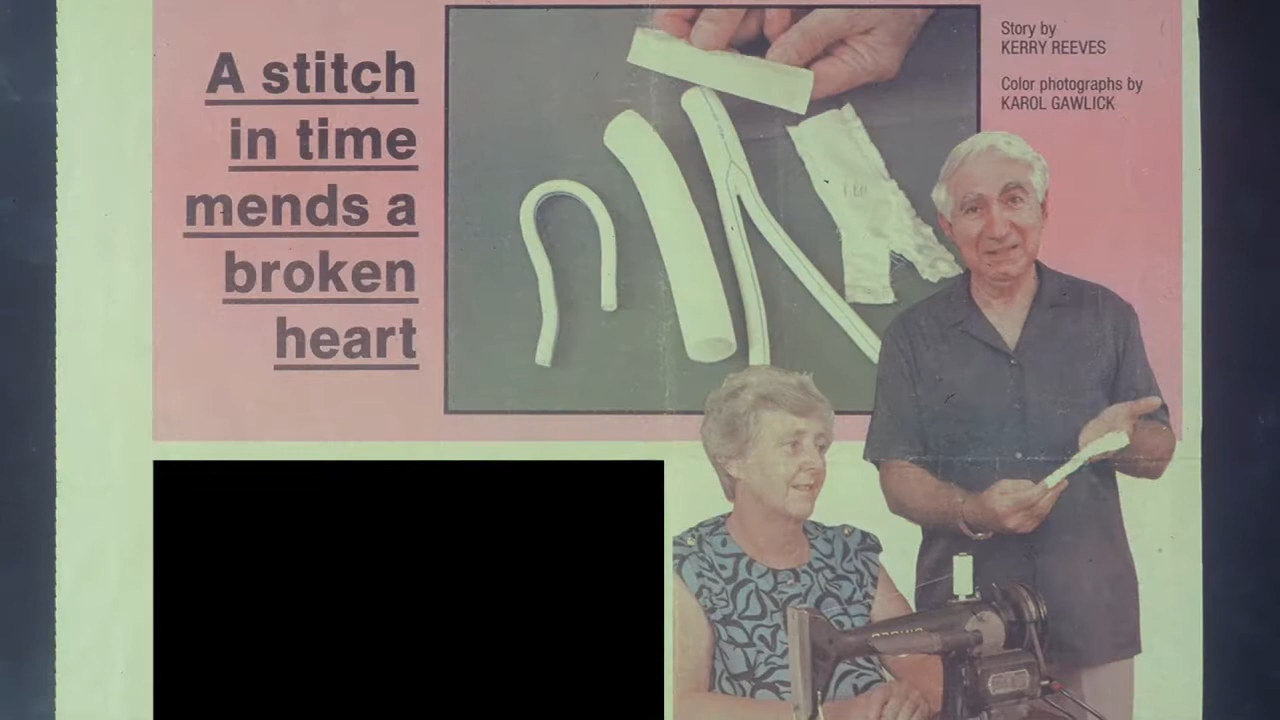 A stitch
in time
mends a
broken
heart
Story by
KERRY REEVES
Color photographs by
KAROL GAWLICK